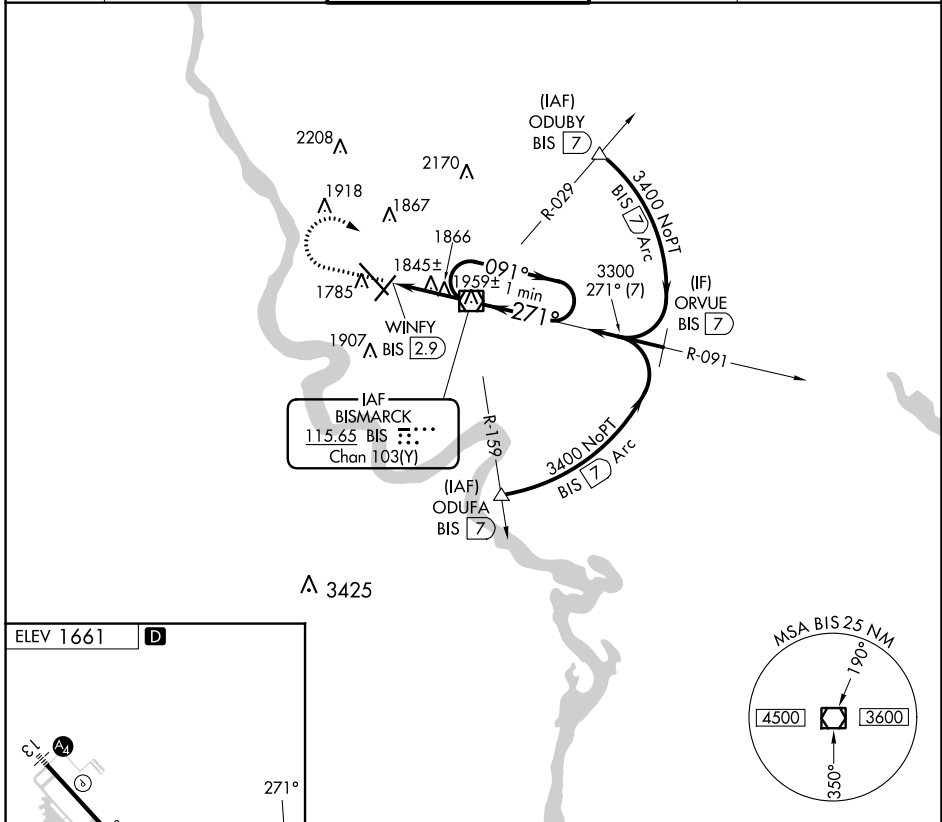 (IAF)
ODUBY
BIS 7
2208
2170
1918
1867
R-029
3400 NoPT
BIS 7 Arc
1866
1845±
091°
1959± 1 min
271°
1785
3300
271° (7)
(IF)
ORVUE
BIS 7
WINFY
BIS 2.9
1907
R-091
IAF
BISMARCK
115.65 BIS
Chan 103(Y)
R-159
3400 NoPT
BIS 7 Arc
(IAF)
ODUFA
BIS 7
3425
ELEV 1661 D
MSA BIS 25 NM
190°
4500
3600
350°
13
A4
P
271°